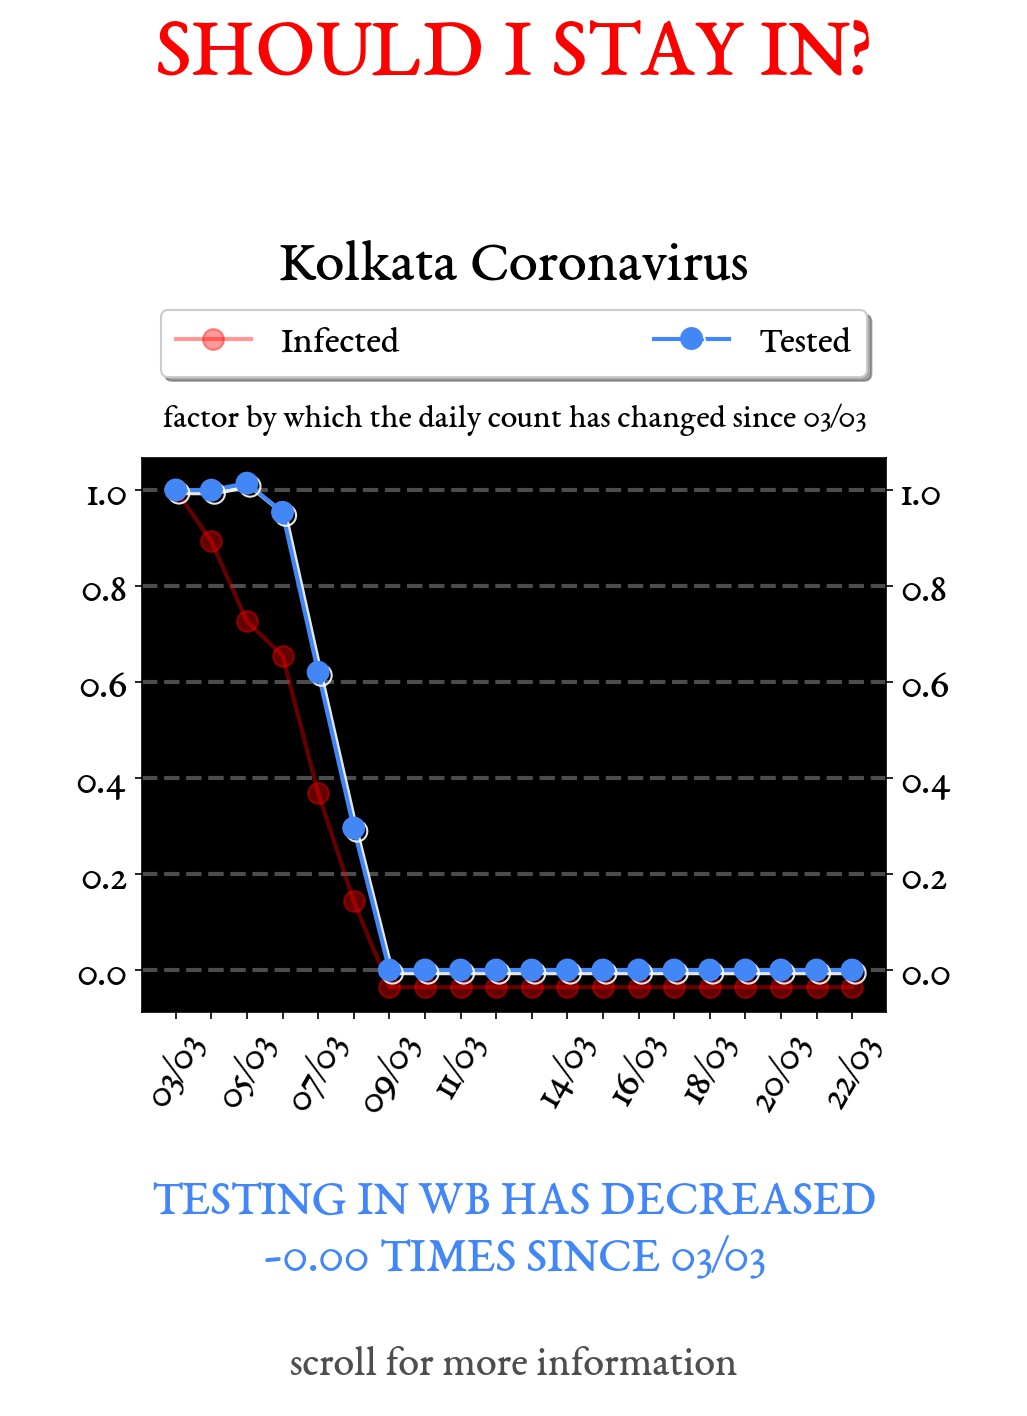 SHOULD I STAY IN?
Kolkata Coronavirus
Infected Tested
factor by which the daily count has changed since 03/03
1.0 1.0
0.8 0.8
0.6 0.6
0.4 0.4
0.2 0.2
0.0 0.0
03/03 05/03 07/03 09/03 11/03 14/03 16/03 18/03 20/03 22/03
TESTING IN WB HAS DECREASED
-0.00 TIMES SINCE 03/03
scroll for more information